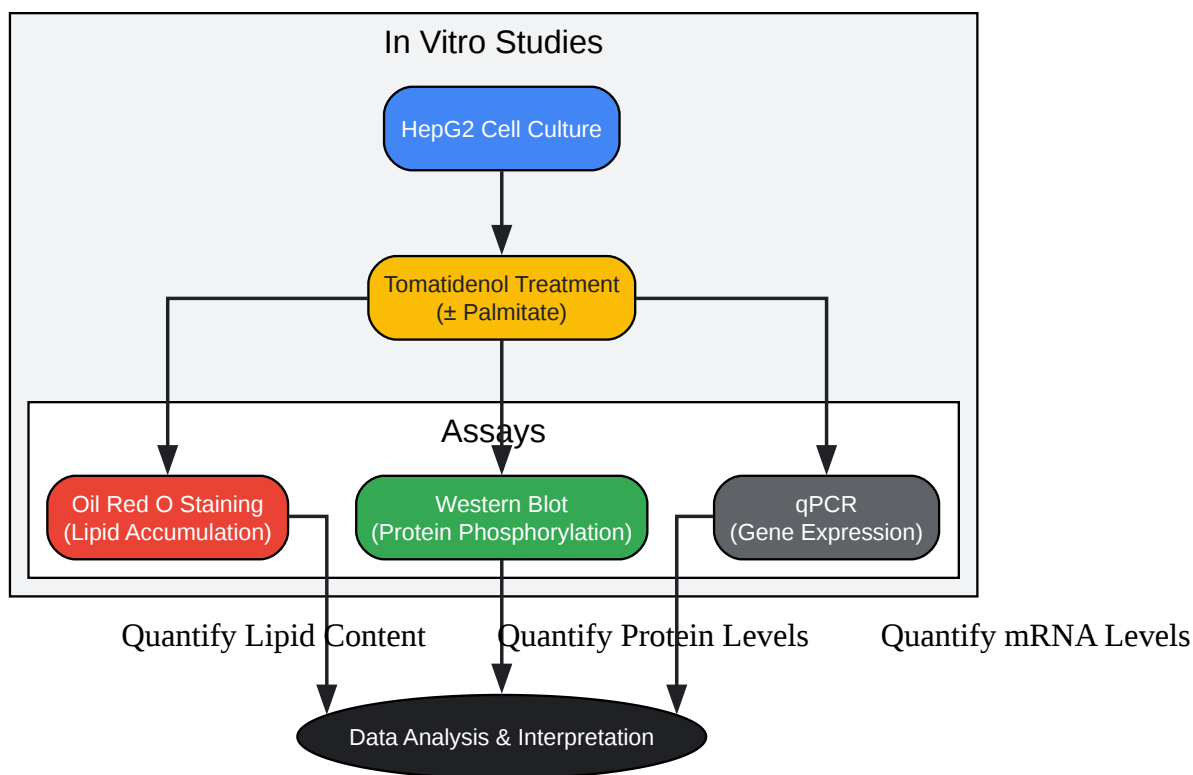 In Vitro Studies
HepG2 Cell Culture
Tomatidenol Treatment
(± Palmitate)
Assays
Oil Red O Staining
(Lipid Accumulation)
Western Blot
(Protein Phosphorylation)
qPCR
(Gene Expression)
Quantify Lipid Content
Quantify Protein Levels
Quantify mRNA Levels
Data Analysis & Interpretation